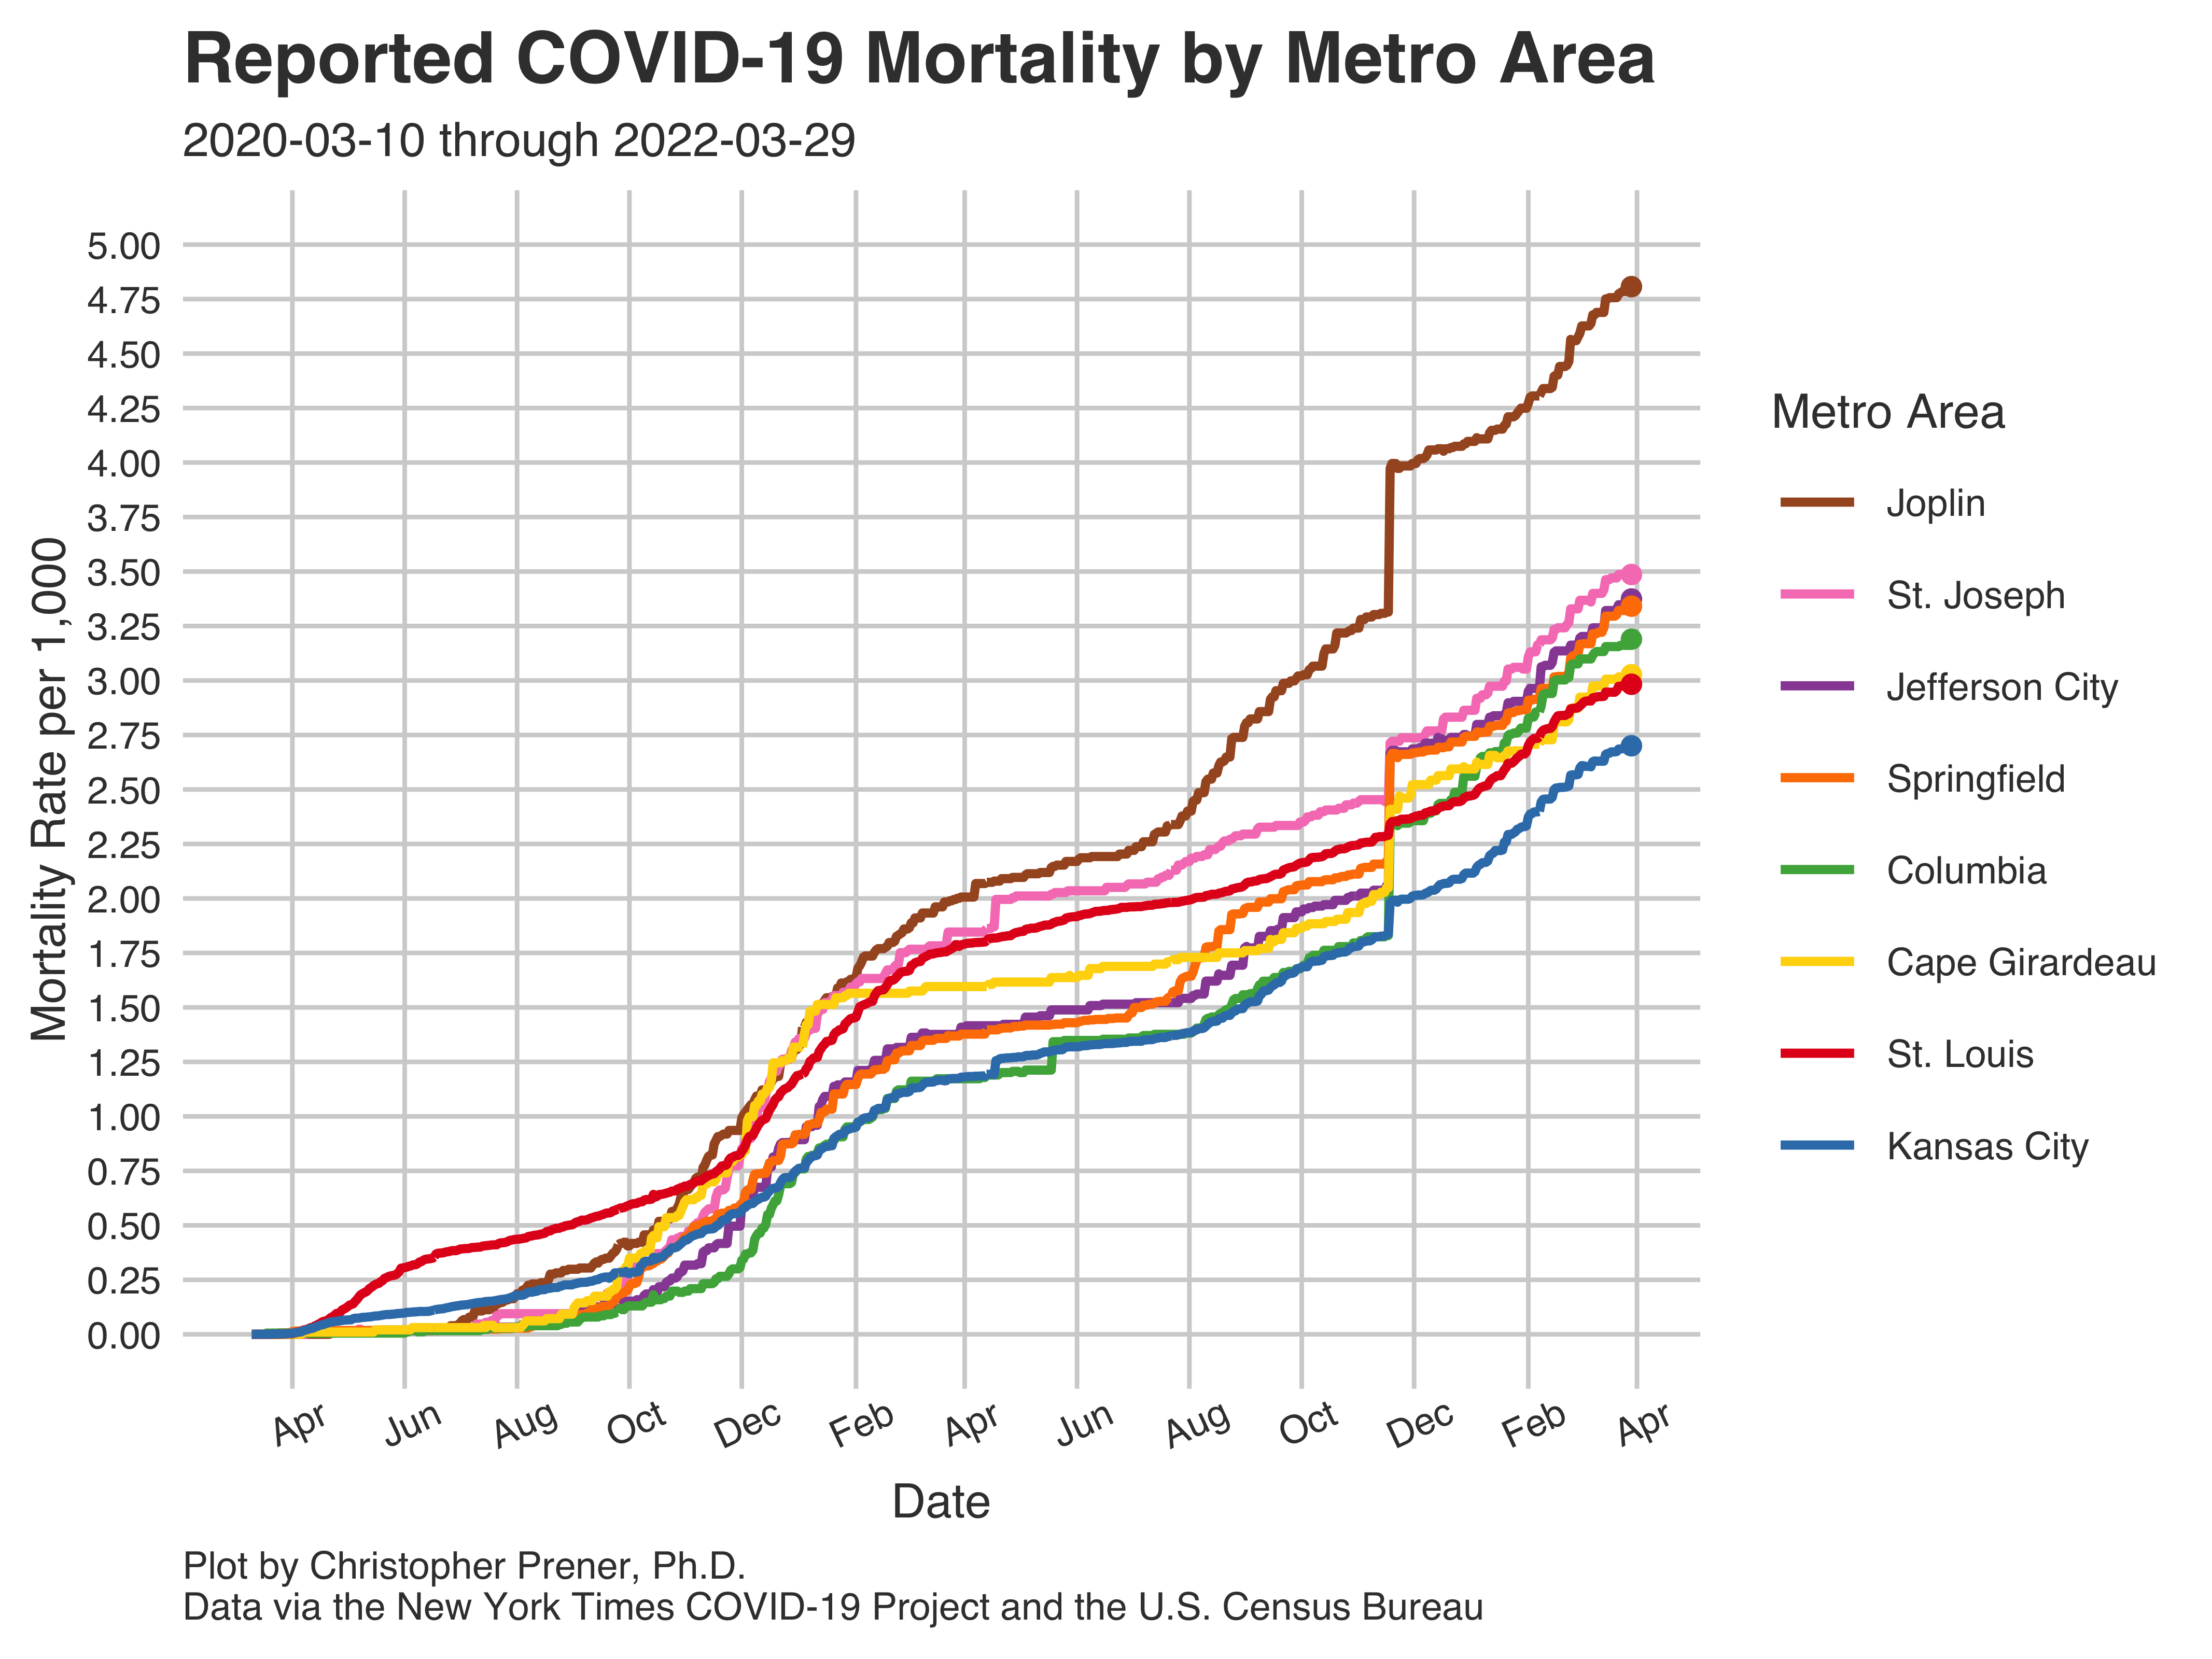 Reported COVID-19 Mortality by Metro Area
2020-03-10 through 2022-03-29
Mortality Rate per 1,000
5.00
4.75
4.50
4.25
4.00
3.75
3.50
3.25
3.00
2.75
2.50
2.25
2.00
1.75
1.50
1.25
1.00
0.75
0.50
0.25
0.00
Apr Jun Aug Oct Dec Feb Apr Jun Aug Oct Dec Feb Apr
Date
Metro Area
Joplin
St. Joseph
Jefferson City
Springfield
Columbia
Cape Girardeau
St. Louis
Kansas City
Plot by Christopher Prener, Ph.D.
Data via the New York Times COVID-19 Project and the U.S. Census Bureau